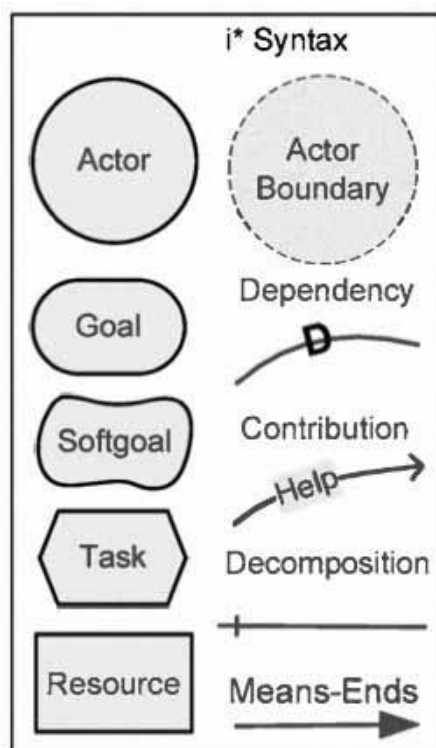 i* Syntax
Actor
Actor
Boundary
Goal
Dependency
D
Softgoal
Contribution
Help
Task
Decomposition
Resource
Means-Ends